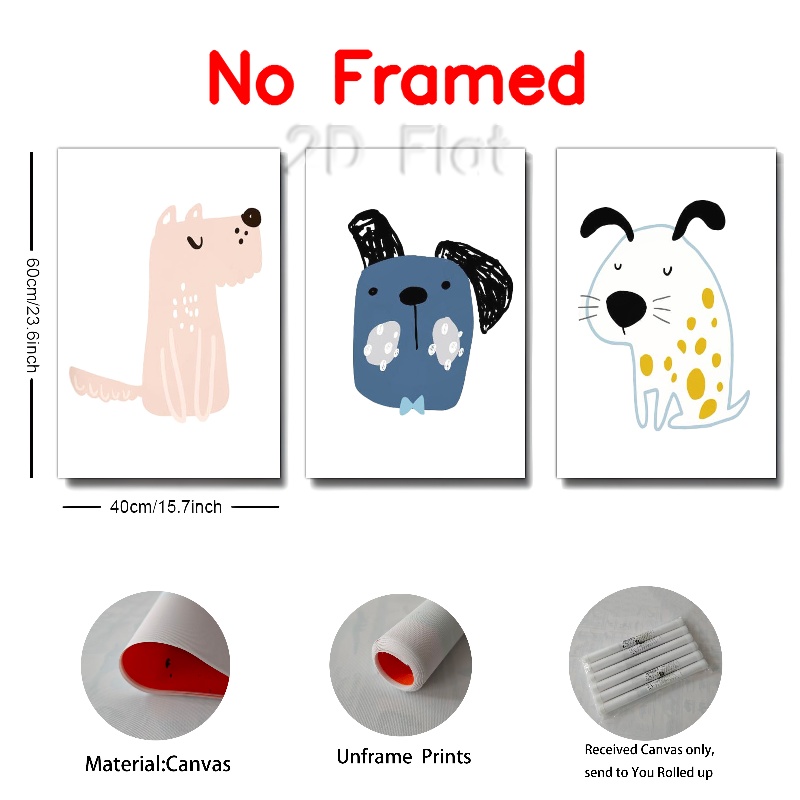 No Framed
2D Flat
60cm/23.6inch
40cm/15.7inch
Material:Canvas
Unframe Prints
Received Canvas only,
send to You Rolled up